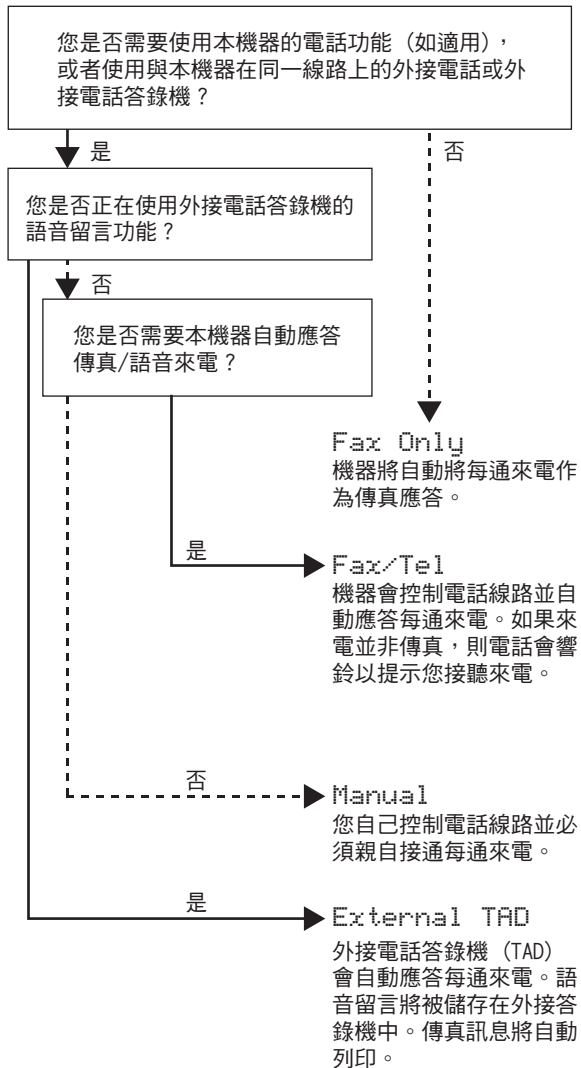 您是否需要使用本機器的電話功能 (如適用)，
或者使用與本機器在同一線路上的外接電話或外
接電話答錄機？
是
否
您是否正在使用外接電話答錄機的
語音留言功能？
否
您是否需要本機器自動應答
傳真/語音來電？
Fax Only
機器將自動將每通來電作
為傳真應答。
是
Fax/Tel
機器會控制電話線路並自
動應答每通來電。如果來
電並非傳真，則電話會響
鈴以提示您接聽來電。
否
Manual
您自己控制電話線路並必
須親自接通每通來電。
是
External TAD
外接電話答錄機 (TAD)
會自動應答每通來電。語
音留言將被儲存在外接答
錄機中。傳真訊息將自動
列印。